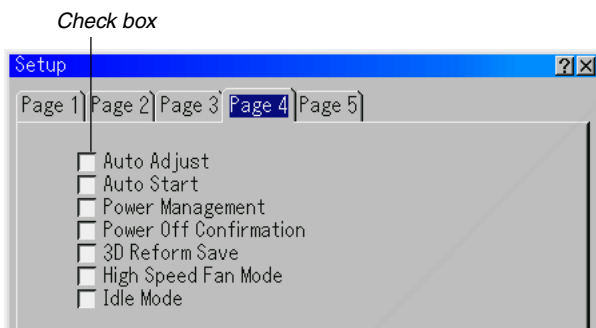 Check box
Setup
?
Page 1 Page 2 Page 3 Page 4 Page 5
Auto Adjust
Auto Start
Power Management
Power Off Confirmation
3D Reform Save
High Speed Fan Mode
Idle Mode